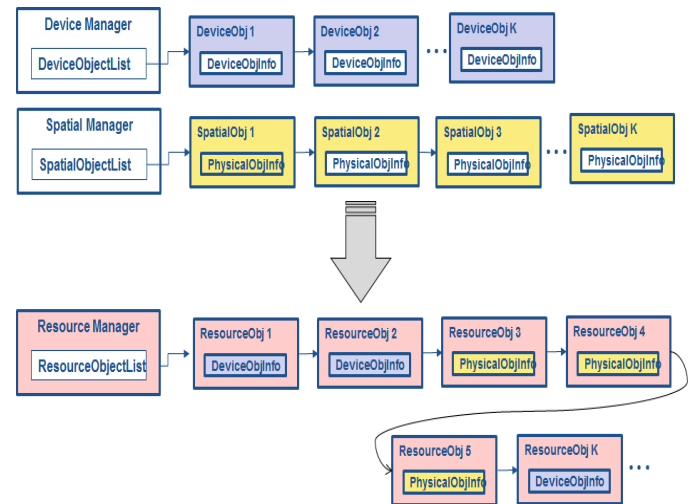 Device Manager
DeviceObjectList
DeviceObj 1
DeviceObjInfo
DeviceObj 2
DeviceObjInfo
...
DeviceObj K
DeviceObjInfo
Spatial Manager
SpatialObjectList
SpatialObj 1
PhysicalObjInfo
SpatialObj 2
PhysicalObjInfo
SpatialObj 3
PhysicalObjInfo
...
SpatialObj K
PhysicalObjInfo
Resource Manager
ResourceObjectList
ResourceObj 1
DeviceObjInfo
ResourceObj 2
DeviceObjInfo
ResourceObj 3
PhysicalObjInfo
ResourceObj 4
PhysicalObjInfo
ResourceObj 5
PhysicalObjInfo
ResourceObj K
DeviceObjInfo
...